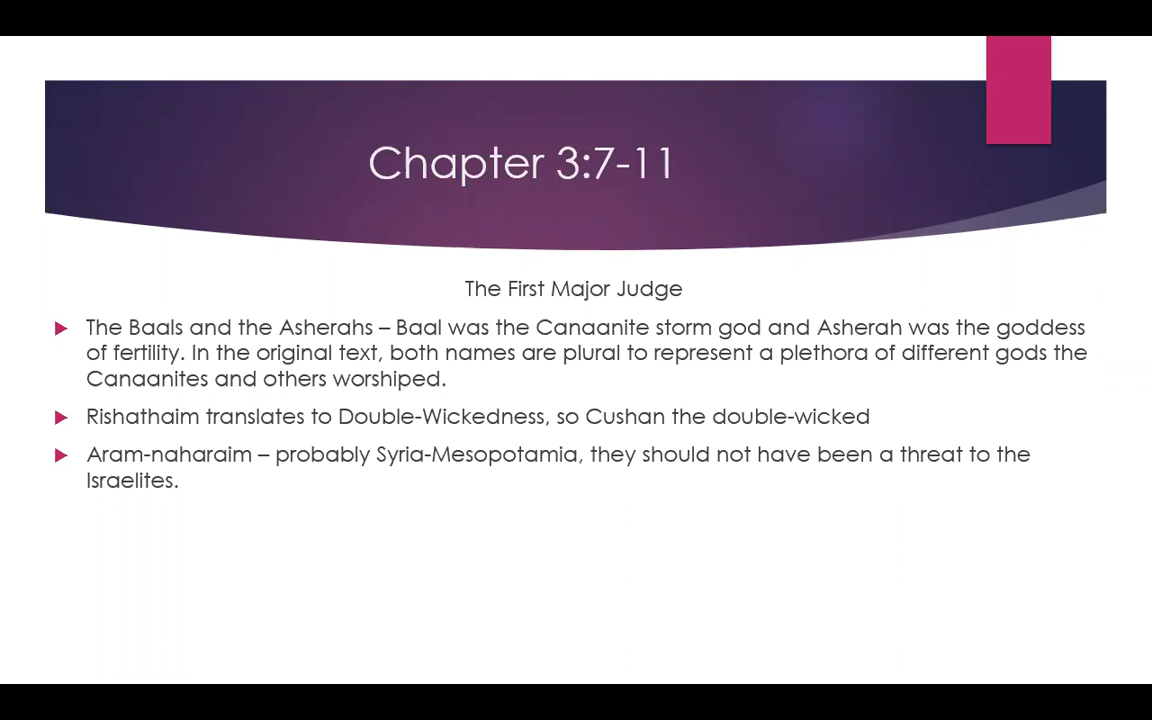 Chapter 3:7-11
The First Major Judge
The Baals and the Asherahs – Baal was the Canaanite storm god and Asherah was the goddess
of fertility. In the original text, both names are plural to represent a plethora of different gods the
Canaanites and others worshiped.
Rishathaim translates to Double-Wickedness, so Cushan the double-wicked
Aram-naharaim – probably Syria-Mesopotamia, they should not have been a threat to the
Israelites.